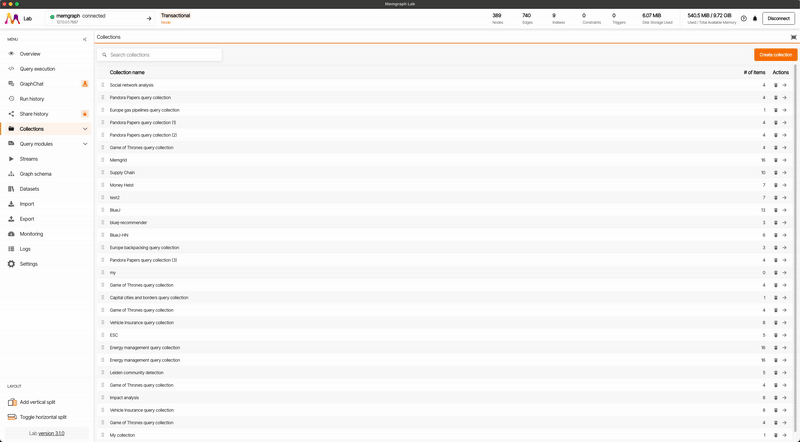 Memgraph Lab
Lab
memgraph connected
127.0.0.1:7687
Transactional
Mode
389
Nodes
740
Edges
9
Indexes
0
Constraints
0
Triggers
6.07 MiB
Disk Storage Used
540.5 MiB / 9.72 GiB
Used / Total Available Memory
Disconnect
MENU
Overview
Query execution
GraphChat
Run history
Share history
Collections
Query modules
Streams
Graph schema
Datasets
Import
Export
Monitoring
Logs
Settings
LAYOUT
Add vertical split
Toggle horizontal split
Lab version 3.1.0
Collections
Search collections
Create collection
Collection name # of items Actions
Social network analysis 4
Pandora Papers query collection 4
Europe gas pipelines query collection 1
Pandora Papers query collection (1) 4
Pandora Papers query collection (2) 4
Game of Thrones query collection 4
Memgrid 16
Supply Chain 10
Money Heist 7
test2 7
BlueJ 13
bluej-recommender 3
BlueJ-HN 6
Europe backpacking query collection 3
Pandora Papers query collection (3) 4
my 0
Game of Thrones query collection 4
Capital cities and borders query collection 1
Game of Thrones query collection 4
Vehicle insurance query collection 8
ESC 5
Energy management query collection 16
Energy management query collection 16
Leiden community detection 5
Game of Thrones query collection 4
Impact analysis 8
Vehicle insurance query collection 8
Game of Thrones query collection 4
My collection 1